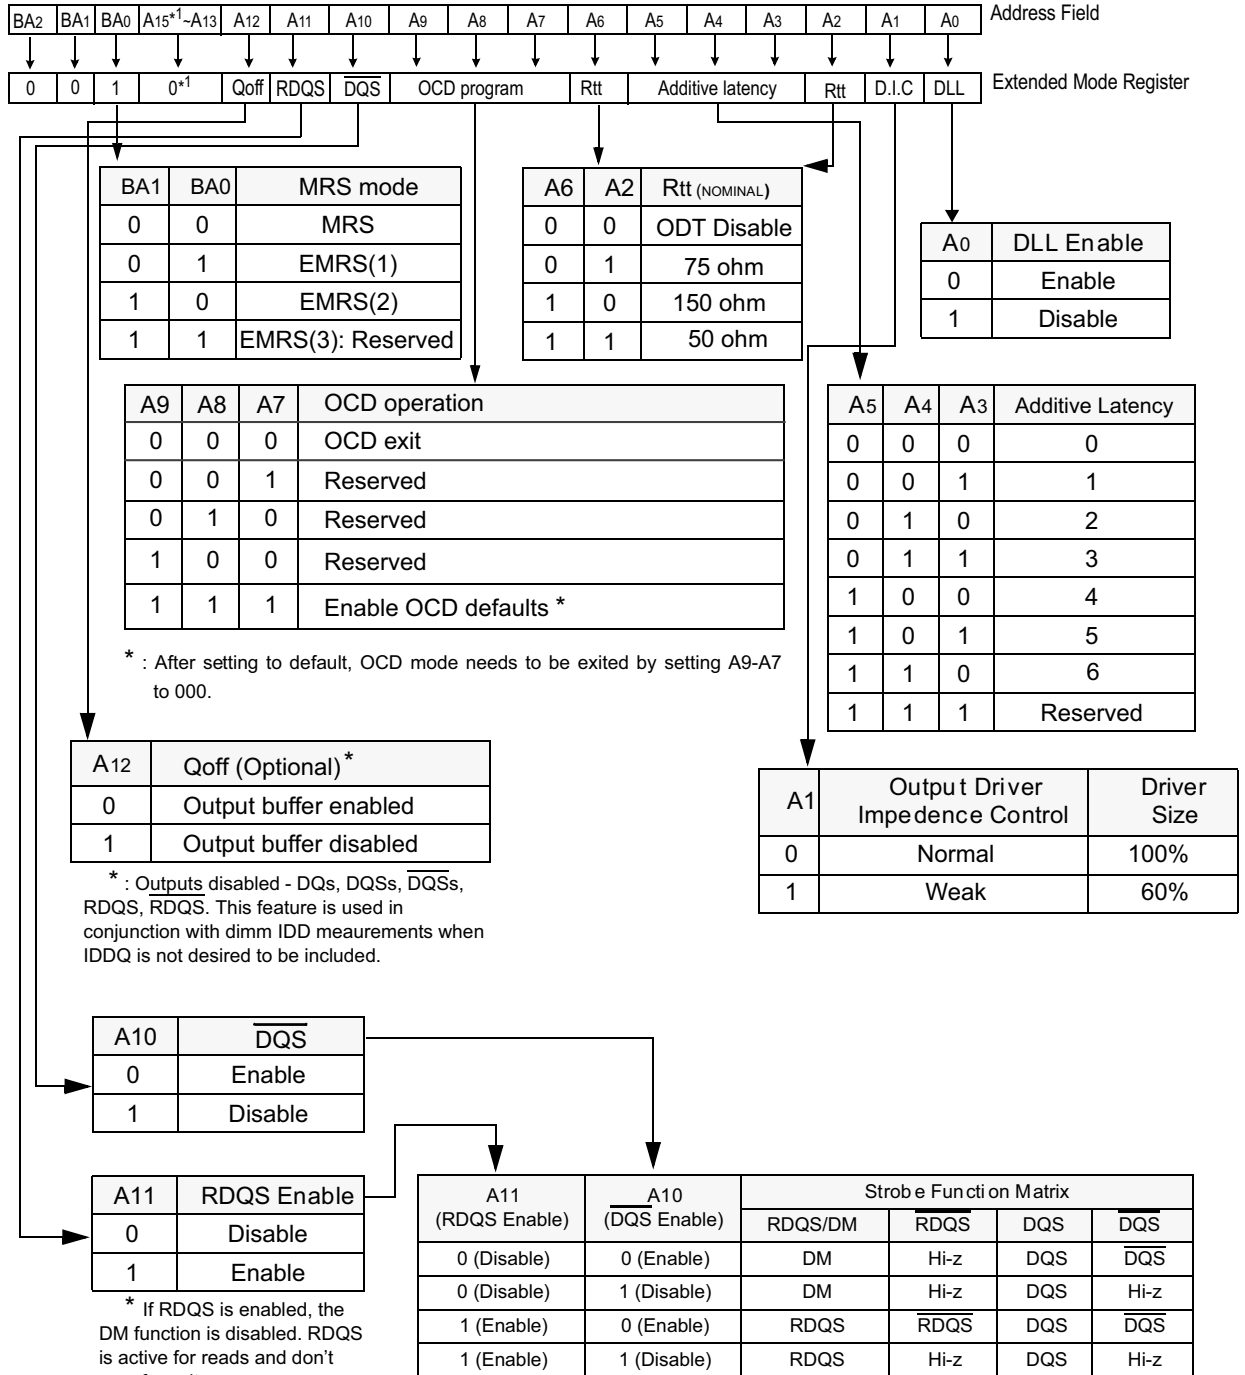 BA2 BA1 BA0 A15*1~A13 A12 A11 A10 A9 A8 A7 A6 A5 A4 A3 A2 A1 A0 Address Field
0 0 1 0*1 Qoff RDQS D̅Q̅S̅ OCD program Rtt Additive latency Rtt D.I.C DLL Extended Mode Register
BA1 BA0 MRS mode
0 0 MRS
0 1 EMRS(1)
1 0 EMRS(2)
1 1 EMRS(3): Reserved
A6 A2 Rtt (NOMINAL)
0 0 ODT Disable
0 1 75 ohm
1 0 150 ohm
1 1 50 ohm
A0 DLL Enable
0 Enable
1 Disable
A9 A8 A7 OCD operation
0 0 0 OCD exit
0 0 1 Reserved
0 1 0 Reserved
1 0 0 Reserved
1 1 1 Enable OCD defaults *
* : After setting to default, OCD mode needs to be exited by setting A9-A7
to 000.
A5 A4 A3 Additive Latency
0 0 0 0
0 0 1 1
0 1 0 2
0 1 1 3
1 0 0 4
1 0 1 5
1 1 0 6
1 1 1 Reserved
A12 Qoff (Optional)*
0 Output buffer enabled
1 Output buffer disabled
* : Outputs disabled - DQs, DQSs, D̅Q̅S̅s,
RDQS, R̅D̅Q̅S̅. This feature is used in
conjunction with dimm IDD meaurements when
IDDQ is not desired to be included.
A1 Output Driver Impedence Control Driver Size
0 Normal 100%
1 Weak 60%
A10 D̅Q̅S̅
0 Enable
1 Disable
A11 RDQS Enable
0 Disable
1 Enable
* If RDQS is enabled, the
DM function is disabled. RDQS
is active for reads and don't
A11 (RDQS Enable) A10 (D̅Q̅S̅ Enable) Strobe Function Matrix
RDQS/DM R̅D̅Q̅S̅ DQS D̅Q̅S̅
0 (Disable) 0 (Enable) DM Hi-z DQS D̅Q̅S̅
0 (Disable) 1 (Disable) DM Hi-z DQS Hi-z
1 (Enable) 0 (Enable) RDQS R̅D̅Q̅S̅ DQS D̅Q̅S̅
1 (Enable) 1 (Disable) RDQS Hi-z DQS Hi-z